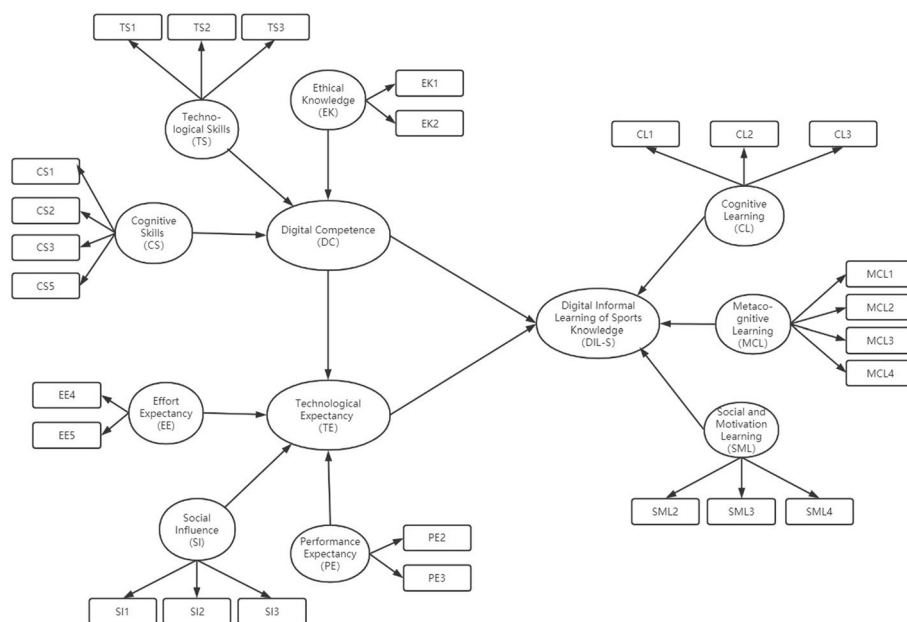 TS1
TS2
TS3
Techno-
logical Skills
(TS)
Ethical
Knowledge
(EK)
EK1
EK2
CS1
CS2
CS3
CS5
Cognitive
Skills
(CS)
Digital Competence
(DC)
CL1
CL2
CL3
Cognitive
Learning
(CL)
Digital Informal
Learning of Sports
Knowledge
(DIL-S)
Metaco-
gnitive
Learning
(MCL)
MCL1
MCL2
MCL3
MCL4
EE4
EE5
Effort
Expectancy
(EE)
Technological
Expectancy
(TE)
Social and
Motivation
Learning
(SML)
SML2
SML3
SML4
Social
Influence
(SI)
SI1
SI2
SI3
Performance
Expectancy
(PE)
PE2
PE3